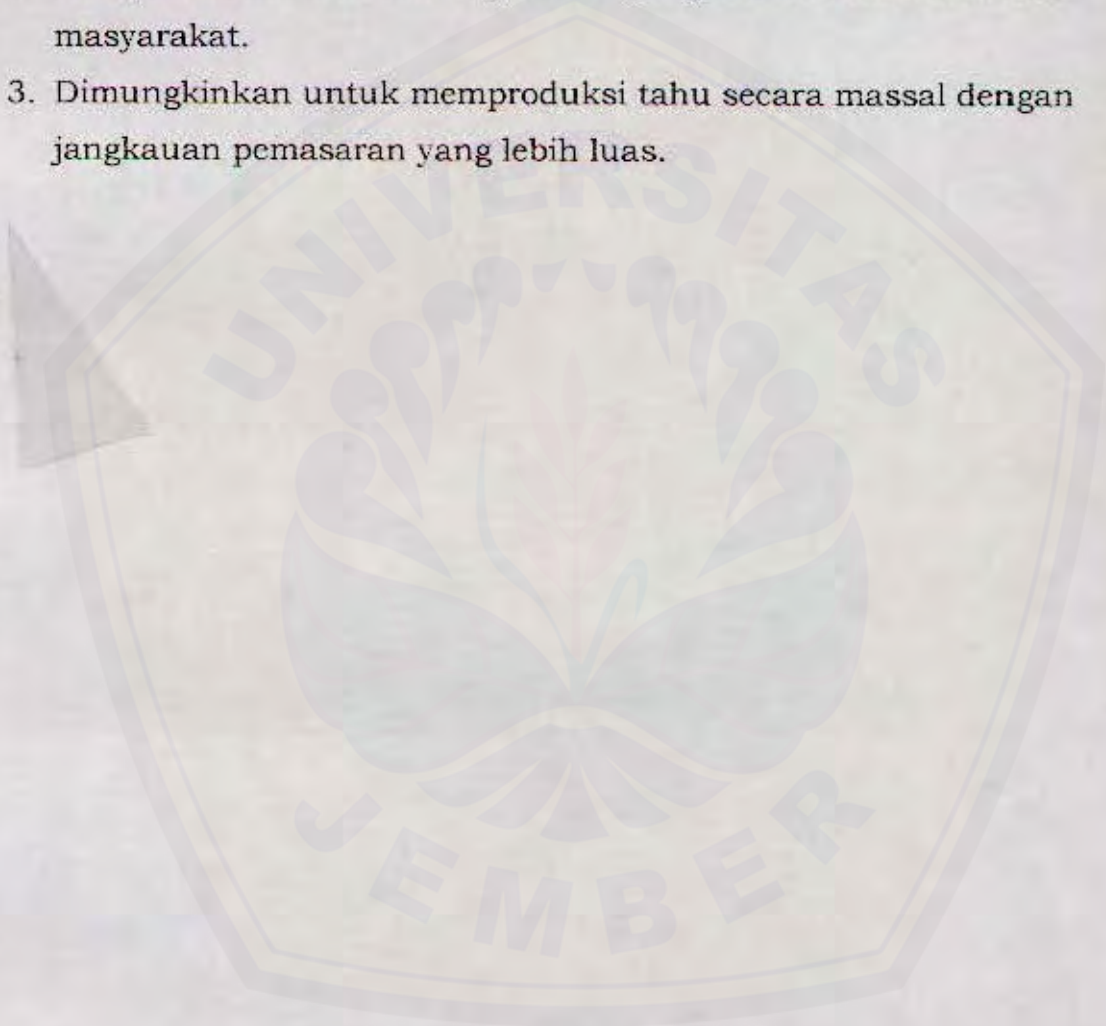 masyarakat.
3. Dimungkinkan untuk memproduksi tahu secara massal dengan
jangkauan pemasaran yang lebih luas.
UNIVERSITAS
JEMBER